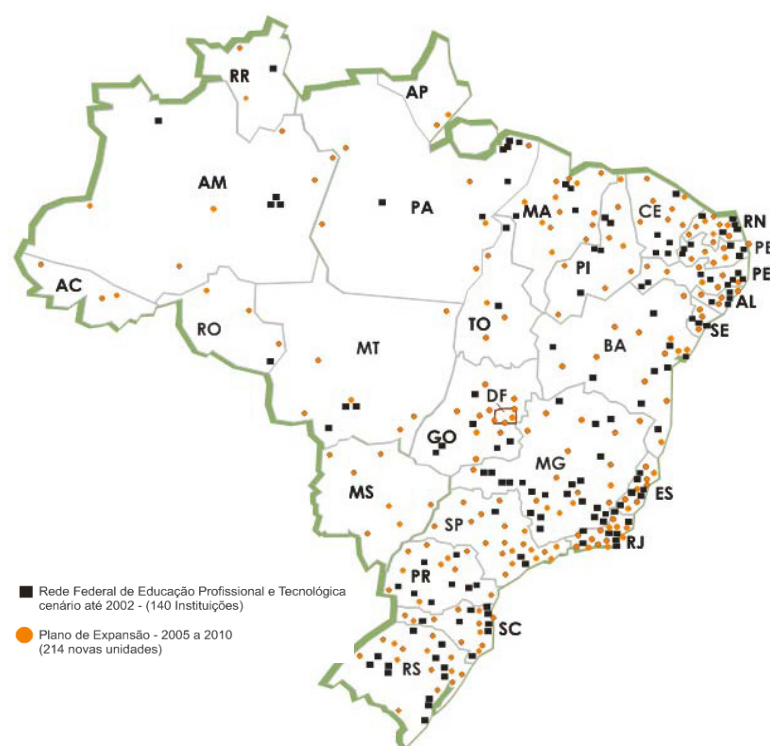 RR
AP
AM
PA
MA
CE
RN
PB
PI
PE
AC
AL
TO
SE
RO
MT
BA
DF
GO
MG
MS
ES
SP
RJ
PR
Rede Federal de Educação Profissional e Tecnológica
cenário até 2002 - (140 Instituições)
SC
Plano de Expansão - 2005 a 2010
(214 novas unidades)
RS